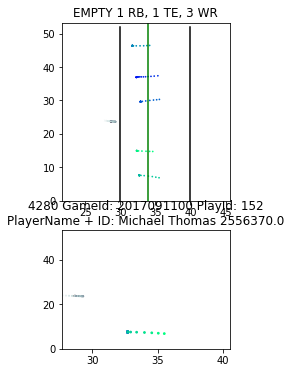 EMPTY 1 RB, 1 TE, 3 WR
50
40
30
20
10
0
25 30 35 40 45
4280 GameId: 2017091100 PlayId: 152
PlayerName + ID: Michael Thomas 2556370.0
40
20
0
30 35 40